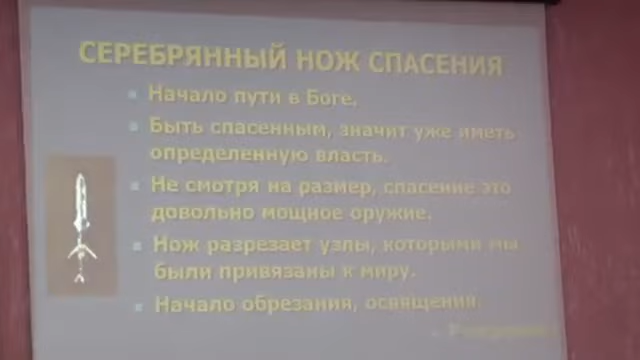 СЕРЕБРЯННЫЙ НОЖ СПАСЕНИЯ
Начало пути в Боге.
Быть спасенным, значит уже иметь
определенную власть.
Не смотря на размер, спасение это
довольно мощное оружие.
Нож разрезает узлы, которыми мы
были привязаны к миру.
Начало обрезания, освящения.